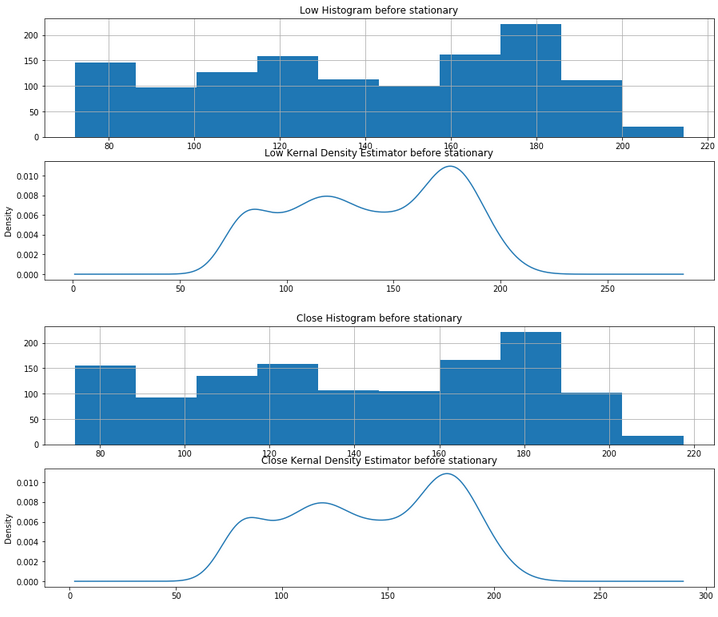 Low Histogram before stationary
200
150
100
50
0
80 100 120 140 160 180 200 220
Low Kernal Density Estimator before stationary
0.010
0.008
0.006
0.004
0.002
0.000
Density
0 50 100 150 200 250
Close Histogram before stationary
200
150
100
50
0
80 100 120 140 160 180 200 220
Close Kernal Density Estimator before stationary
0.010
0.008
0.006
0.004
0.002
0.000
Density
0 50 100 150 200 250 300